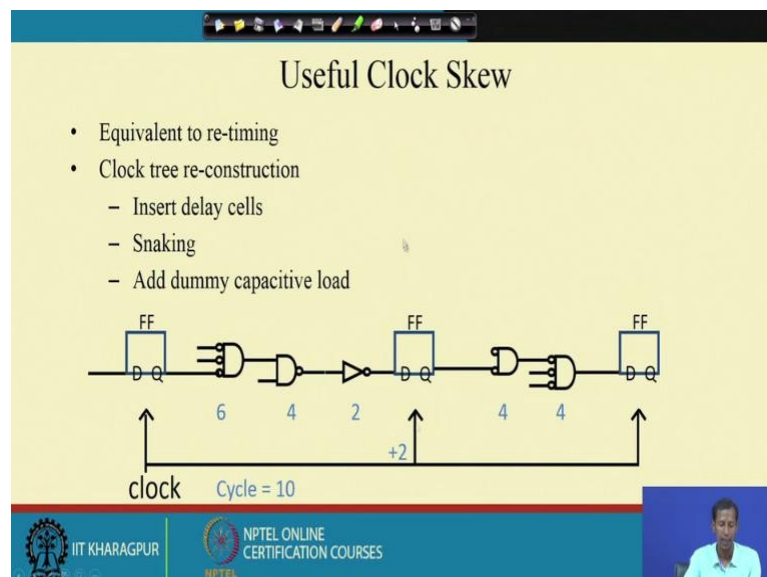 Useful Clock Skew
• Equivalent to re-timing
• Clock tree re-construction
– Insert delay cells
– Snaking
– Add dummy capacitive load
FF FF FF
D Q D Q D Q
6 4 2 4 4
+2
clock Cycle = 10
IIT KHARAGPUR
NPTEL ONLINE
CERTIFICATION COURSES
NPTEL